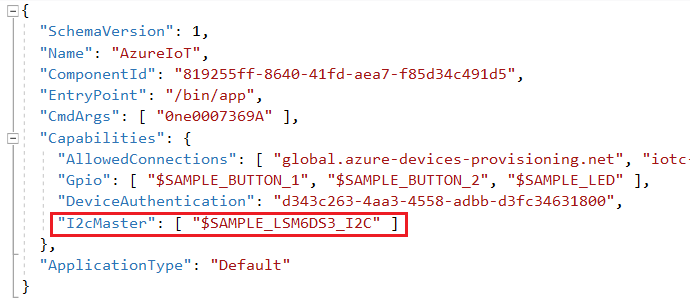 {
"SchemaVersion": 1,
"Name": "AzureIoT",
"ComponentId": "819255ff-8640-41fd-aea7-f85d34c491d5",
"EntryPoint": "/bin/app",
"CmdArgs": [ "0ne0007369A" ],
"Capabilities": {
"AllowedConnections": [ "global.azure-devices-provisioning.net", "iotc-
"Gpio": [ "$SAMPLE_BUTTON_1", "$SAMPLE_BUTTON_2", "$SAMPLE_LED" ],
"DeviceAuthentication": "d343c263-4aa3-4558-adbb-d3fc34631800",
"I2cMaster": [ "$SAMPLE_LSM6DS3_I2C" ]
},
"ApplicationType": "Default"
}